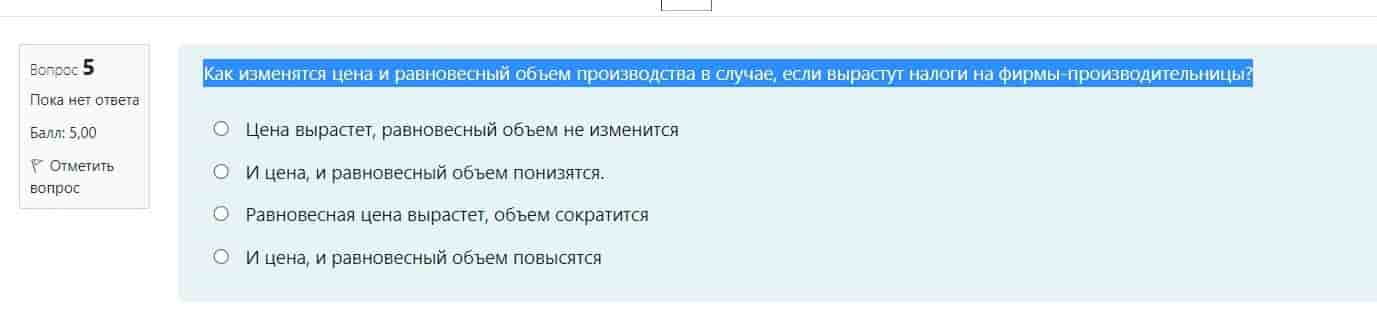 Вопрос 5
Пока нет ответа
Балл: 5,00
Отметить
вопрос
Как изменятся цена и равновесный объем производства в случае, если вырастут налоги на фирмы-производительницы?
Цена вырастет, равновесный объем не изменится
И цена, и равновесный объем понизятся.
Равновесная цена вырастет, объем сократится
И цена, и равновесный объем повысятся